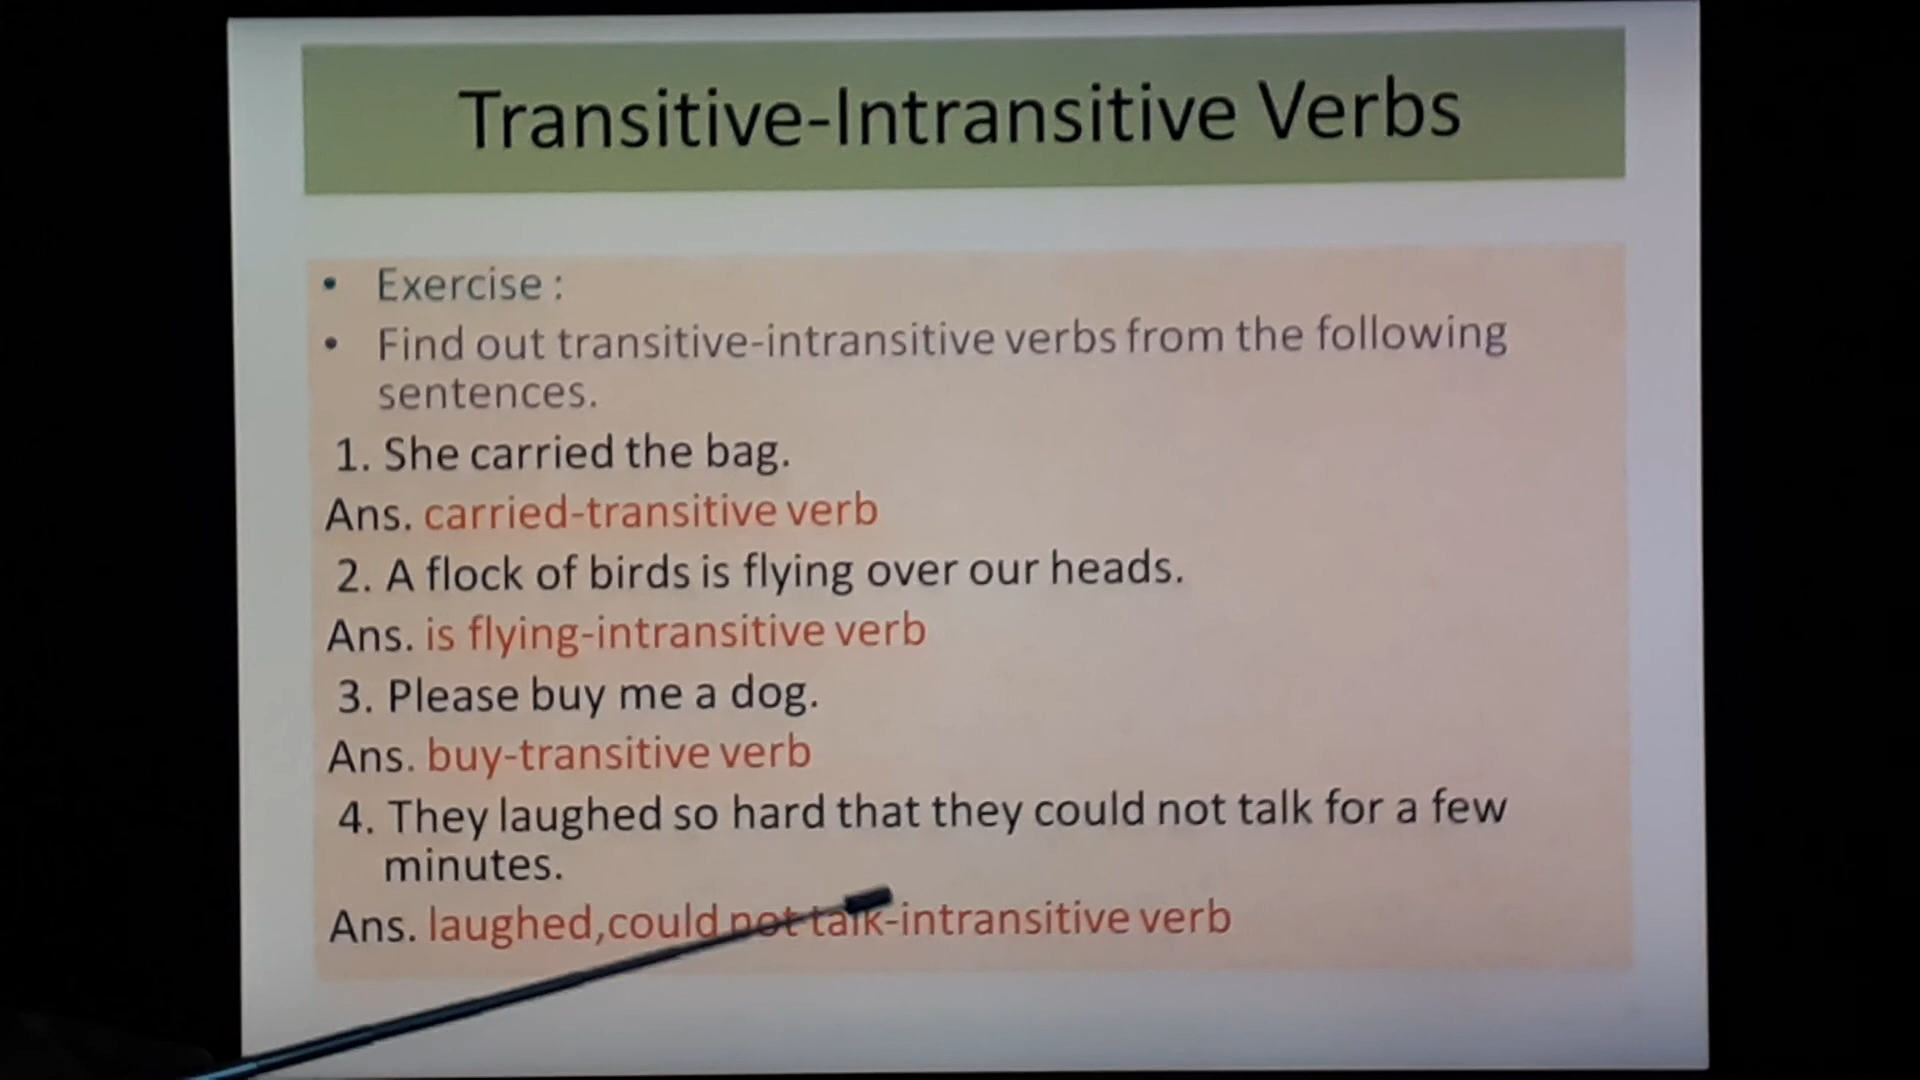 Transitive-Intransitive Verbs
• Exercise :
• Find out transitive-intransitive verbs from the following
sentences.
1. She carried the bag.
Ans. carried-transitive verb
2. A flock of birds is flying over our heads.
Ans. is flying-intransitive verb
3. Please buy me a dog.
Ans. buy-transitive verb
4. They laughed so hard that they could not talk for a few
minutes.
Ans. laughed,could not talk-intransitive verb